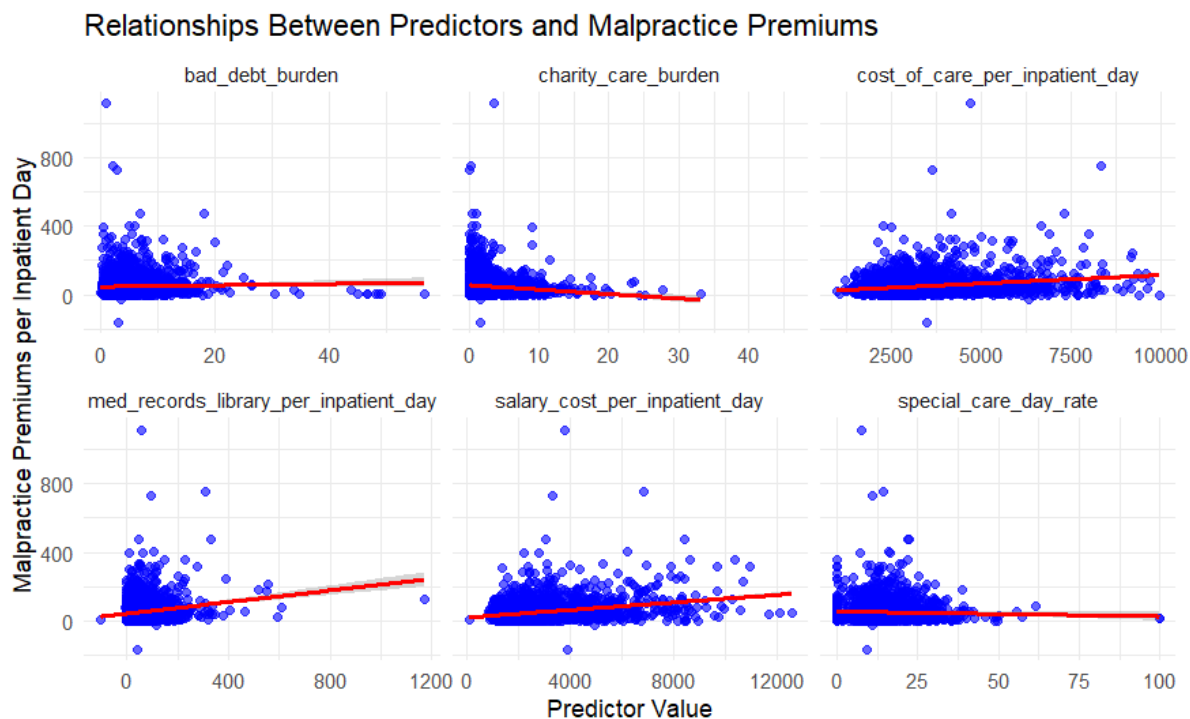 Relationships Between Predictors and Malpractice Premiums
bad_debt_burden
charity_care_burden
cost_of_care_per_inpatient_day
Malpractice Premiums per Inpatient Day
800
400
0
0 20 40
0 10 20 30 40
2500 5000 7500 10000
med_records_library_per_inpatient_day
salary_cost_per_inpatient_day
special_care_day_rate
800
400
0
0 400 800 1200
0 4000 8000 12000
0 25 50 75 100
Predictor Value